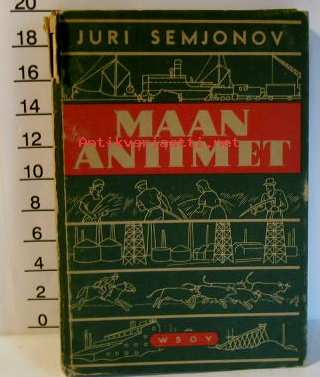 20
18
16
14
12
10
8
6
4
2
0
JURI SEMJONOV
MAAN
Antikvariaatti.net
ANTIMET
WSOY